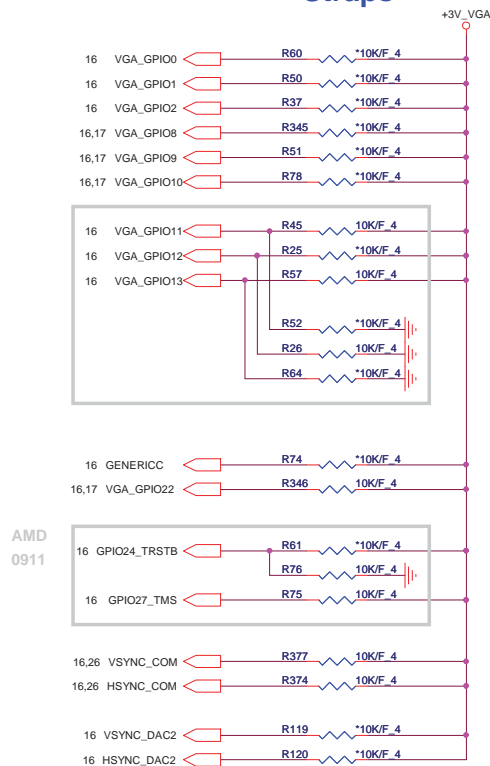 Straps
+3V_VGA
16 VGA_GPIO0 R60 *10K/F_4
16 VGA_GPIO1 R50 *10K/F_4
16 VGA_GPIO2 R37 *10K/F_4
16,17 VGA_GPIO8 R345 *10K/F_4
16,17 VGA_GPIO9 R51 *10K/F_4
16,17 VGA_GPIO10 R78 *10K/F_4
16 VGA_GPIO11 R45 10K/F_4
16 VGA_GPIO12 R25 *10K/F_4
16 VGA_GPIO13 R57 10K/F_4
R52 *10K/F_4
R26 10K/F_4
R64 *10K/F_4
16 GENERICC R74 *10K/F_4
16,17 VGA_GPIO22 R346 *10K/F_4
AMD
0911
16 GPIO24_TRSTB R61 *10K/F_4
R76 10K/F_4
16 GPIO27_TMS R75 10K/F_4
16,26 VSYNC_COM R377 10K/F_4
16,26 HSYNC_COM R374 10K/F_4
16 VSYNC_DAC2 R119 *10K/F_4
16 HSYNC_DAC2 R120 *10K/F_4